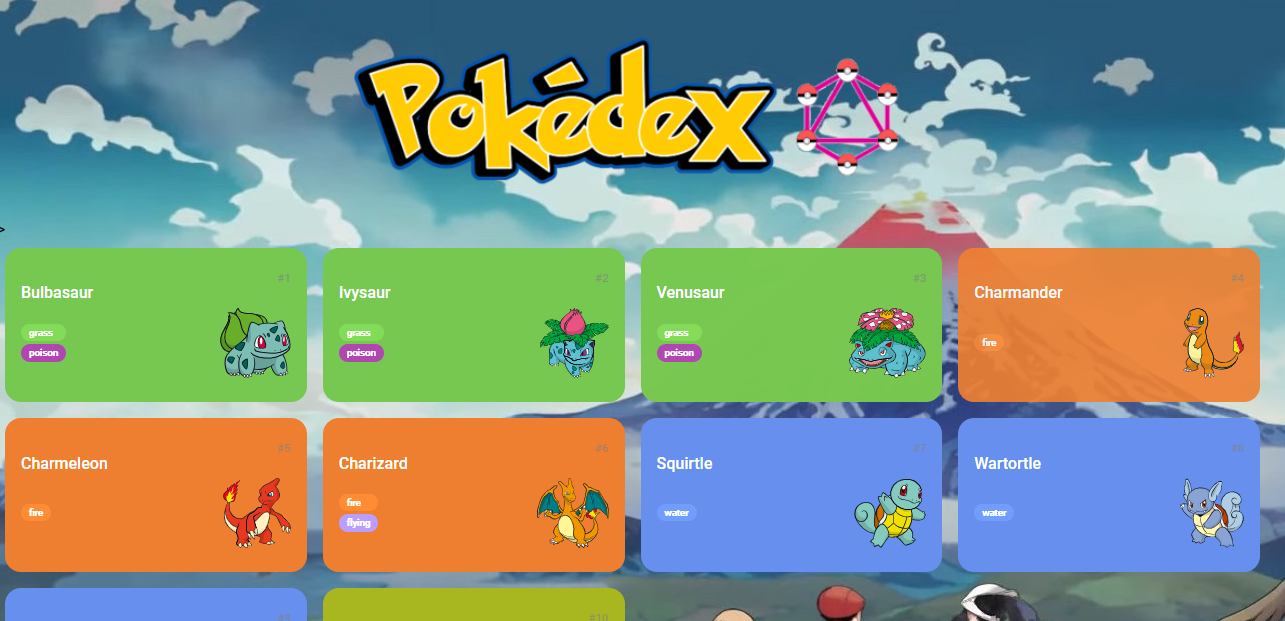 Pokédex
>
#1
Bulbasaur
grass
poison
#2
Ivysaur
grass
poison
#3
Venusaur
grass
poison
#4
Charmander
fire
#5
Charmeleon
fire
#6
Charizard
fire
flying
#7
Squirtle
water
#8
Wartortle
water
#9
#10